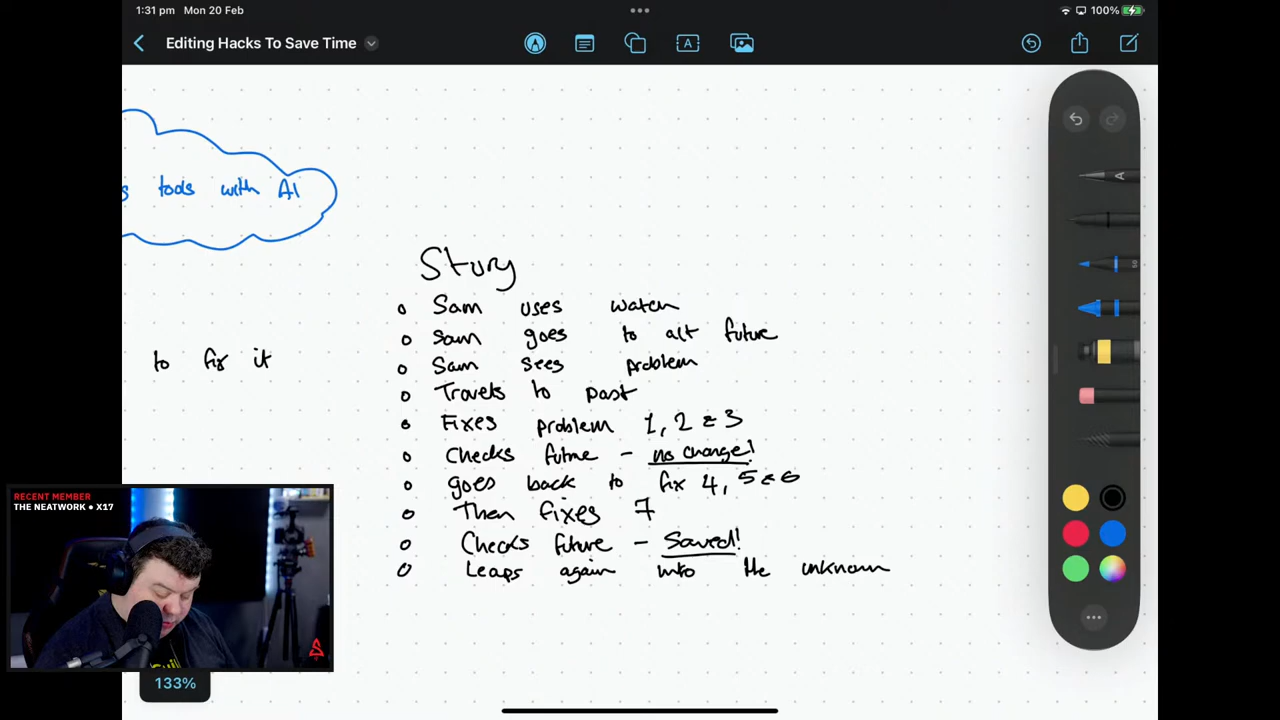 1:31 pm Mon 20 Feb
100%
Editing Hacks To Save Time
A
tools with AI
Story
Sam uses watch
Sam goes to alt future
Sam sees problem
to fix it
Travels to past
Fixes problem 1, 2 & 3
Checks future - no change!
goes back to fix 4, 5 & 6
Then fixes 7
Checks future - Saved!
Leaps again into the unknown
RECENT MEMBER
THE NEATWORK • X17
133%
A
50